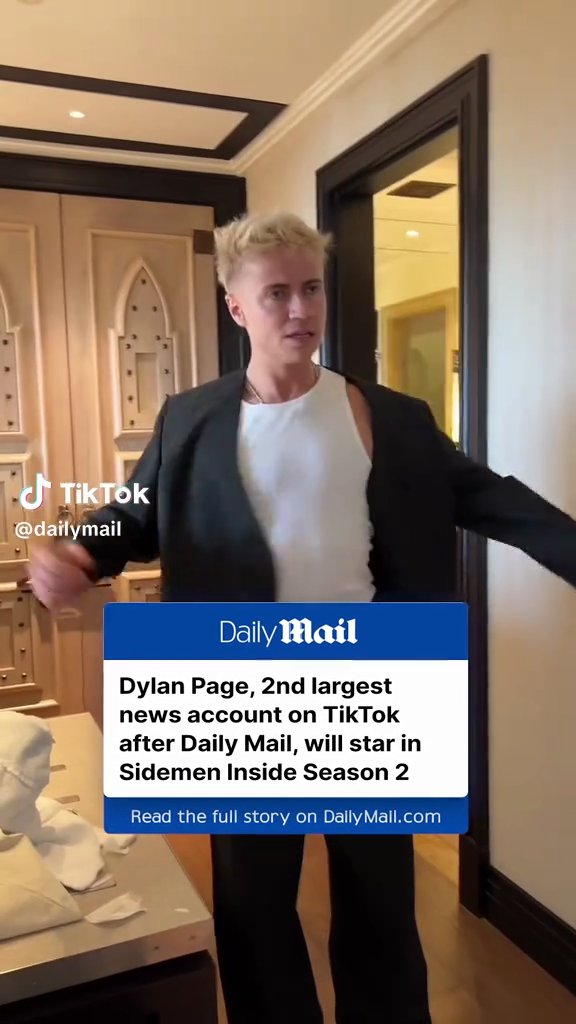 TikTok
@dailymail
Daily Mail
Dylan Page, 2nd largest
news account on TikTok
after Daily Mail, will star in
Sidemen Inside Season 2
Read the full story on DailyMail.com